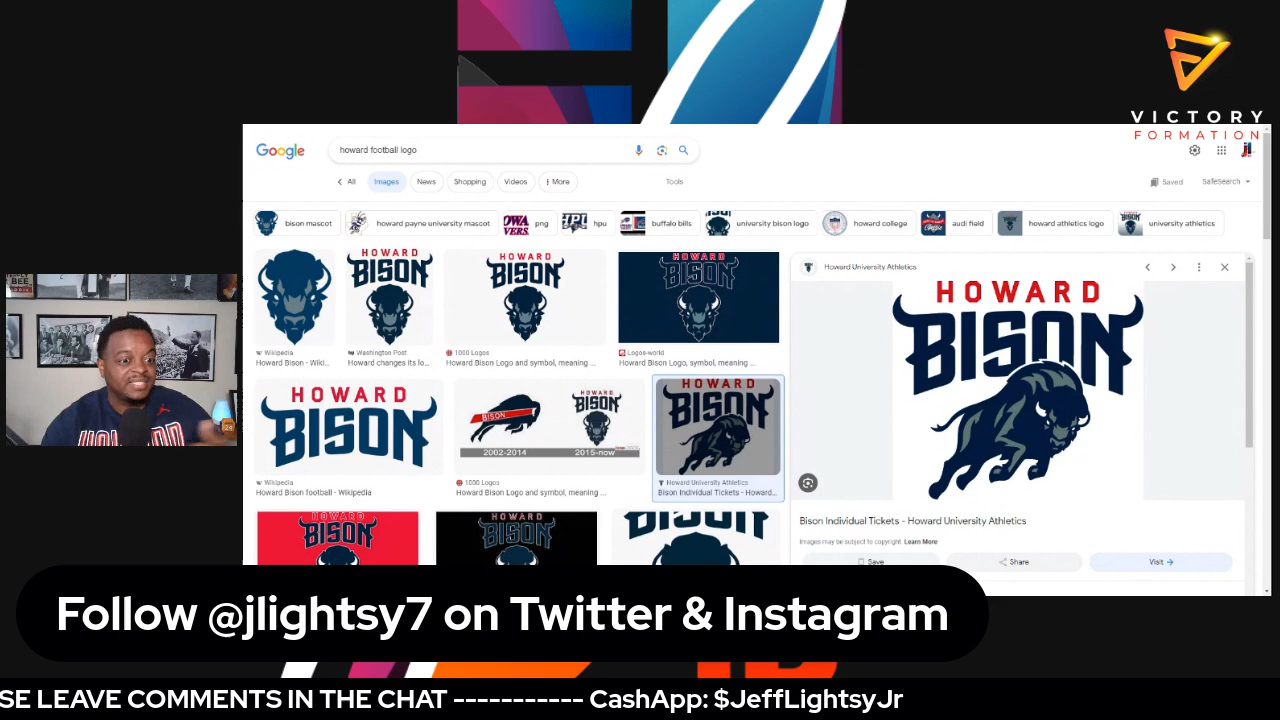 VICTORY
FORMATION
Google
howard football logo
All
Images
News
Shopping
Videos
More
Tools
Saved
SafeSearch
bison mascot
howard payne university mascot
png
hpu
buffalo bills
university bison logo
howard college
audi field
howard athletics logo
university athletics
HOWARD
BISON
HOWARD
BISON
HOWARD
BISON
Wikipedia
Howard Bison - Wiki...
Washington Post
Howard changes its lo...
1000 Logos
Howard Bison Logo and symbol, meaning ...
Logos-world
Howard Bison Logo, symbol, meaning ...
HOWARD
BISON
BISON
2002-2014
HOWARD
BISON
2015-now
HOWARD
BISON
Wikipedia
Howard Bison football - Wikipedia
1000 Logos
Howard Bison Logo and symbol, meaning ...
Howard University Athletics
Bison Individual Tickets - Howard...
HOWARD
BISON
HOWARD
BISON
BISON
Howard University Athletics
HOWARD
BISON
Bison Individual Tickets - Howard University Athletics
Images may be subject to copyright. Learn More
Save
Share
Visit
HOWARD
Follow @jlightsy7 on Twitter & Instagram
SE LEAVE COMMENTS IN THE CHAT ----------- CashApp: $JeffLightsyJr